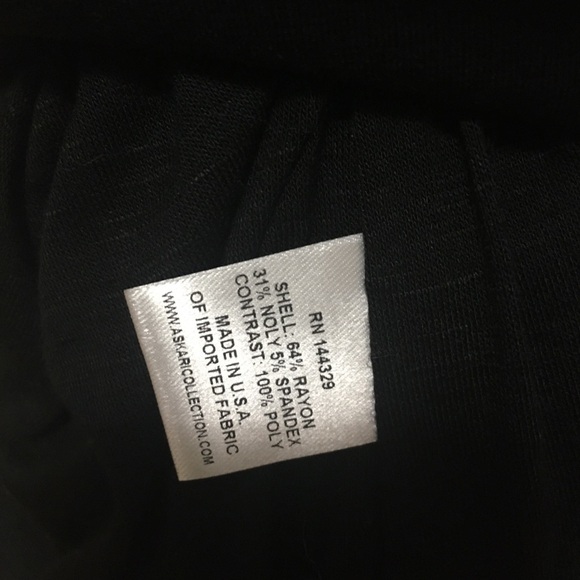 RN 144329
SHELL: 64% RAYON
31% NOLY 5% SPANDEX
CONTRAST: 100% POLY
MADE IN U.S.A.
OF IMPORTED FABRIC
WWW.ASKARICOLLECTION.COM